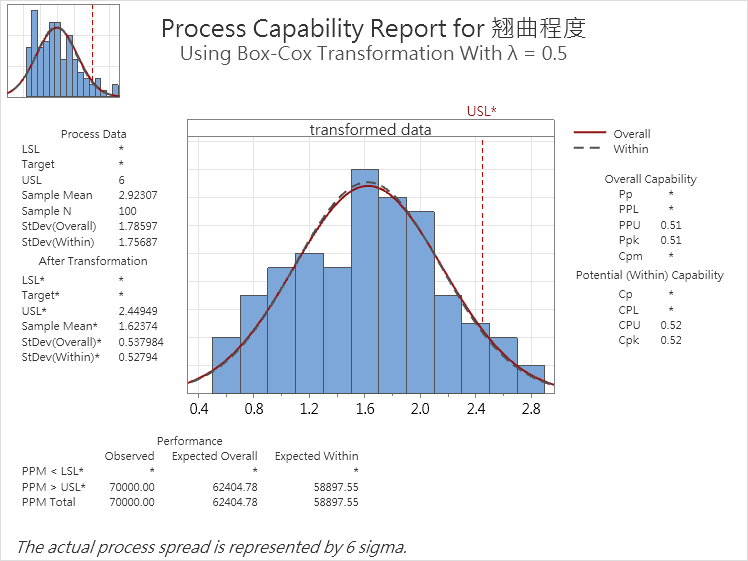 Process Capability Report for 翹曲程度
Using Box-Cox Transformation With λ = 0.5
USL*
transformed data
Overall
Within
Process Data
LSL *
Target *
USL 6
Sample Mean 2.92307
Sample N 100
StDev(Overall) 1.78597
StDev(Within) 1.75687
After Transformation
LSL* *
Target* *
USL* 2.44949
Sample Mean* 1.62374
StDev(Overall)* 0.537984
StDev(Within)* 0.52794
Overall Capability
Pp *
PPL *
PPU 0.51
Ppk 0.51
Cpm *
Potential (Within) Capability
Cp *
CPL *
CPU 0.52
Cpk 0.52
0.4 0.8 1.2 1.6 2.0 2.4 2.8
Performance
Observed Expected Overall Expected Within
PPM < LSL* * * *
PPM > USL* 70000.00 62404.78 58897.55
PPM Total 70000.00 62404.78 58897.55
The actual process spread is represented by 6 sigma.